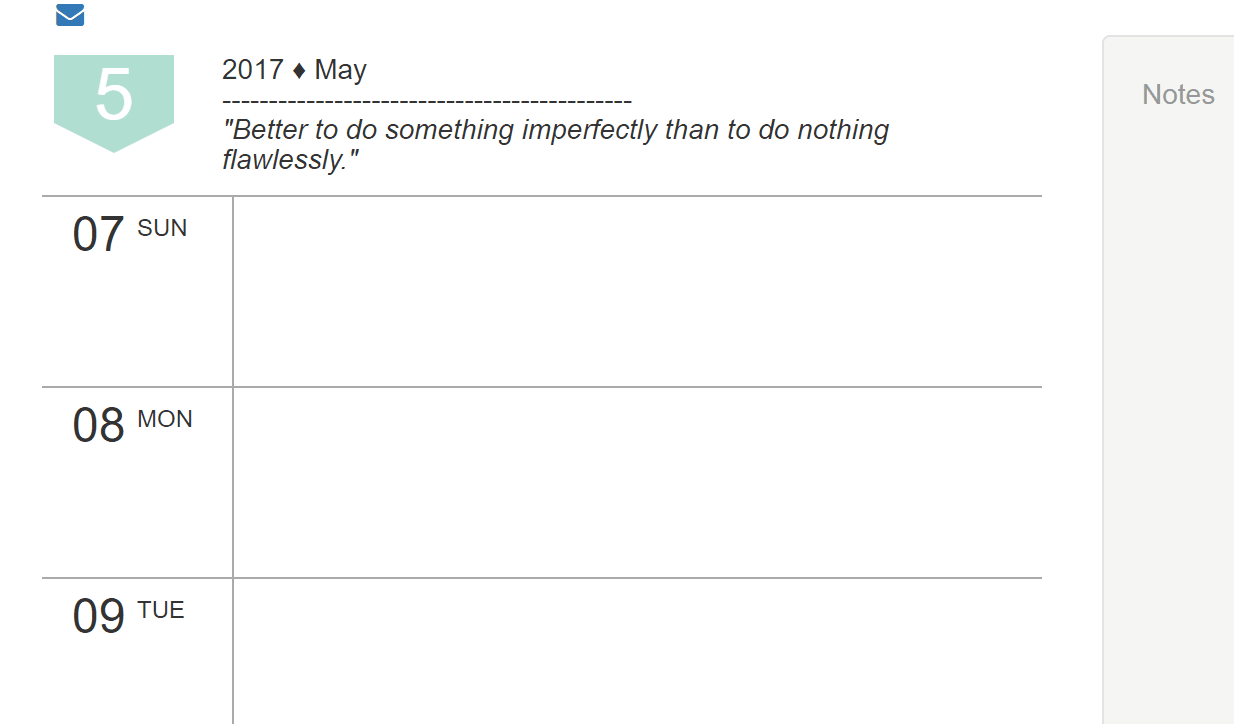 5
2017 ♦ May
--------------------------------------------
"Better to do something imperfectly than to do nothing
flawlessly."
Notes
07 SUN
08 MON
09 TUE